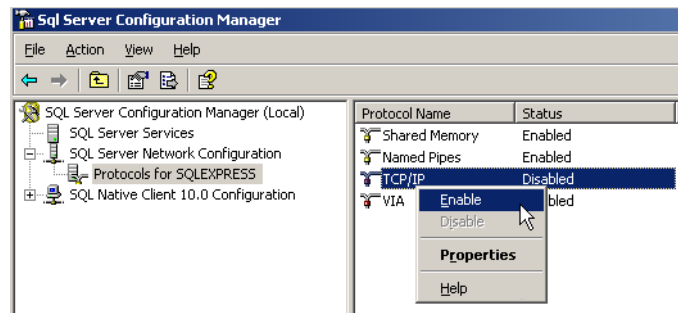 Sql Server Configuration Manager
File Action View Help
SQL Server Configuration Manager (Local)
SQL Server Services
SQL Server Network Configuration
Protocols for SQLEXPRESS
SQL Native Client 10.0 Configuration
Protocol Name Status
Shared Memory Enabled
Named Pipes Enabled
TCP/IP Disabled
VIA bled
Enable
Disable
Properties
Help